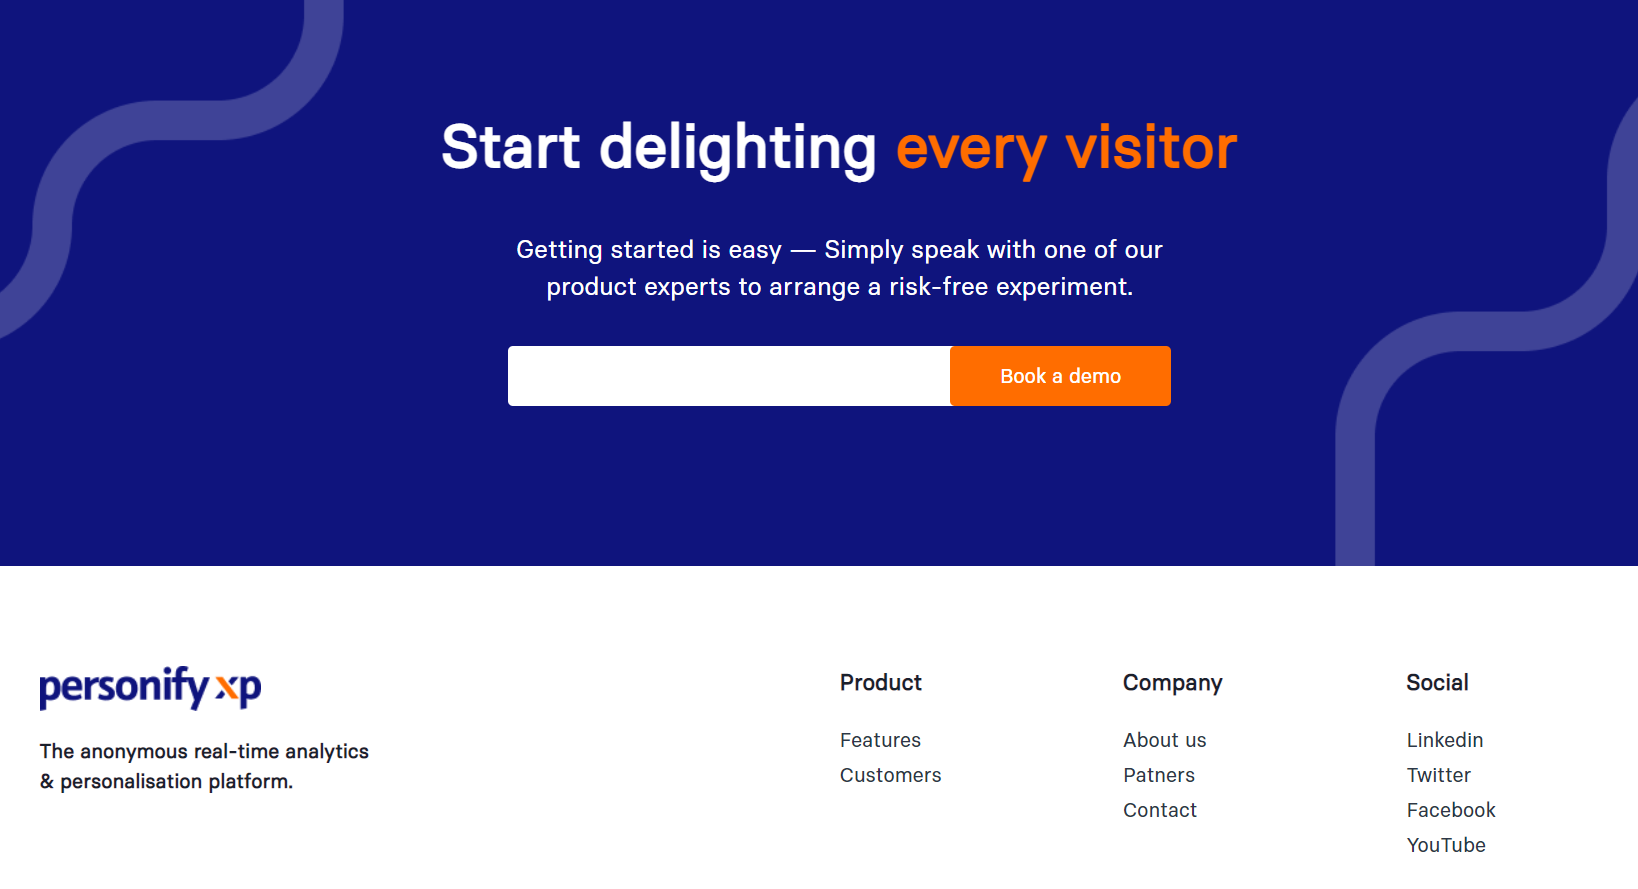 Start delighting every visitor
Getting started is easy — Simply speak with one of our
product experts to arrange a risk-free experiment.
Book a demo
personify xp
The anonymous real-time analytics
& personalisation platform.
Product
Features
Customers
Company
About us
Patners
Contact
Social
Linkedin
Twitter
Facebook
YouTube